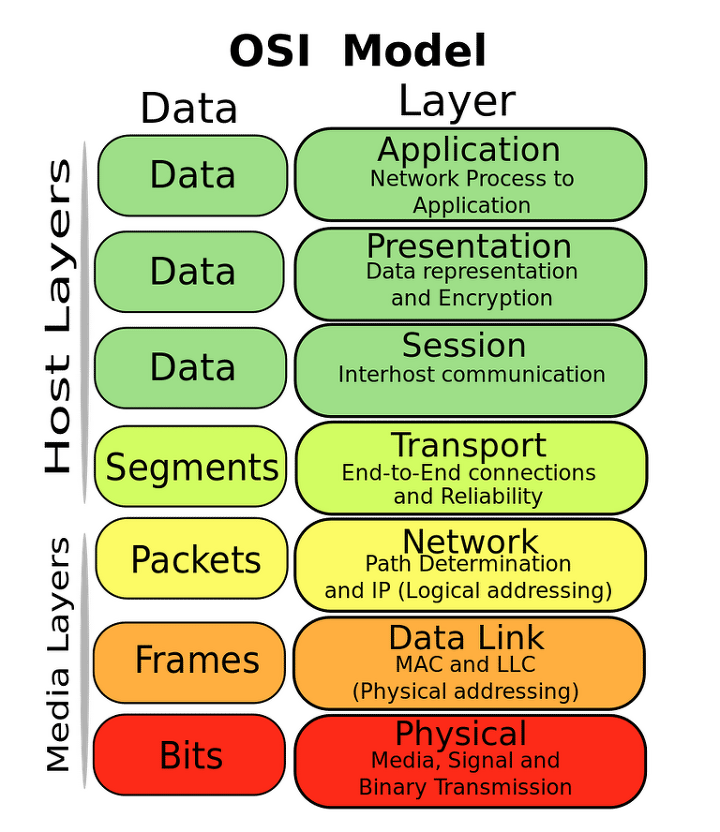 OSI Model
Data
Layer
Host Layers
Data
Application
Network Process to
Application
Data
Presentation
Data representation
and Encryption
Data
Session
Interhost communication
Segments
Transport
End-to-End connections
and Reliability
Media Layers
Packets
Network
Path Determination
and IP (Logical addressing)
Frames
Data Link
MAC and LLC
(Physical addressing)
Bits
Physical
Media, Signal and
Binary Transmission